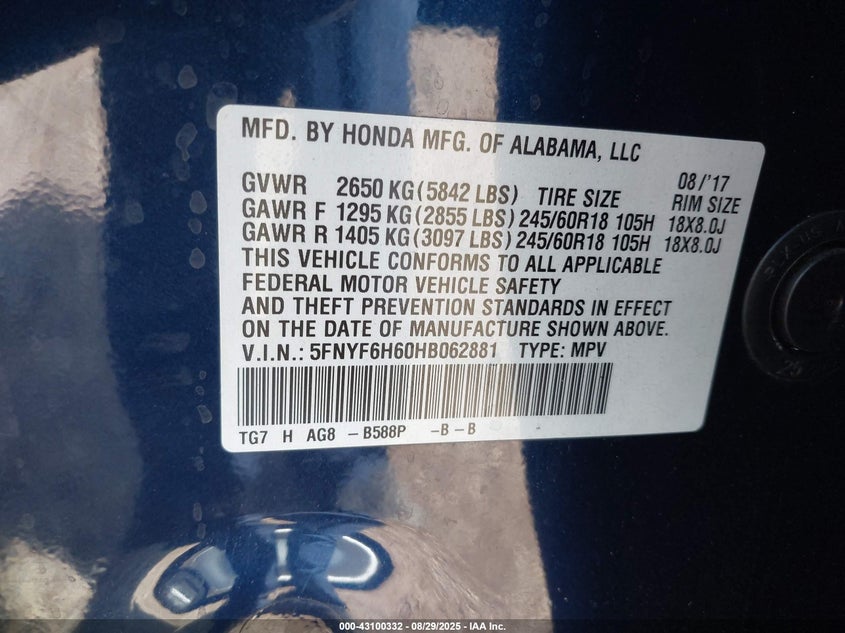 MFD. BY HONDA MFG. OF ALABAMA, LLC
08/'17
GVWR 2650 KG (5842 LBS) TIRE SIZE RIM SIZE
GAWR F 1295 KG (2855 LBS) 245/60R18 105H 18X8.0J
GAWR R 1405 KG (3097 LBS) 245/60R18 105H 18X8.0J
THIS VEHICLE CONFORMS TO ALL APPLICABLE
FEDERAL MOTOR VEHICLE SAFETY
AND THEFT PREVENTION STANDARDS IN EFFECT
ON THE DATE OF MANUFACTURE SHOWN ABOVE.
V.I.N.: 5FNYF6H60HB062881 TYPE: MPV
TG7 H AG8 -B588P -B-B -
000-43100332 - 08/29/2025 - IAA Inc.